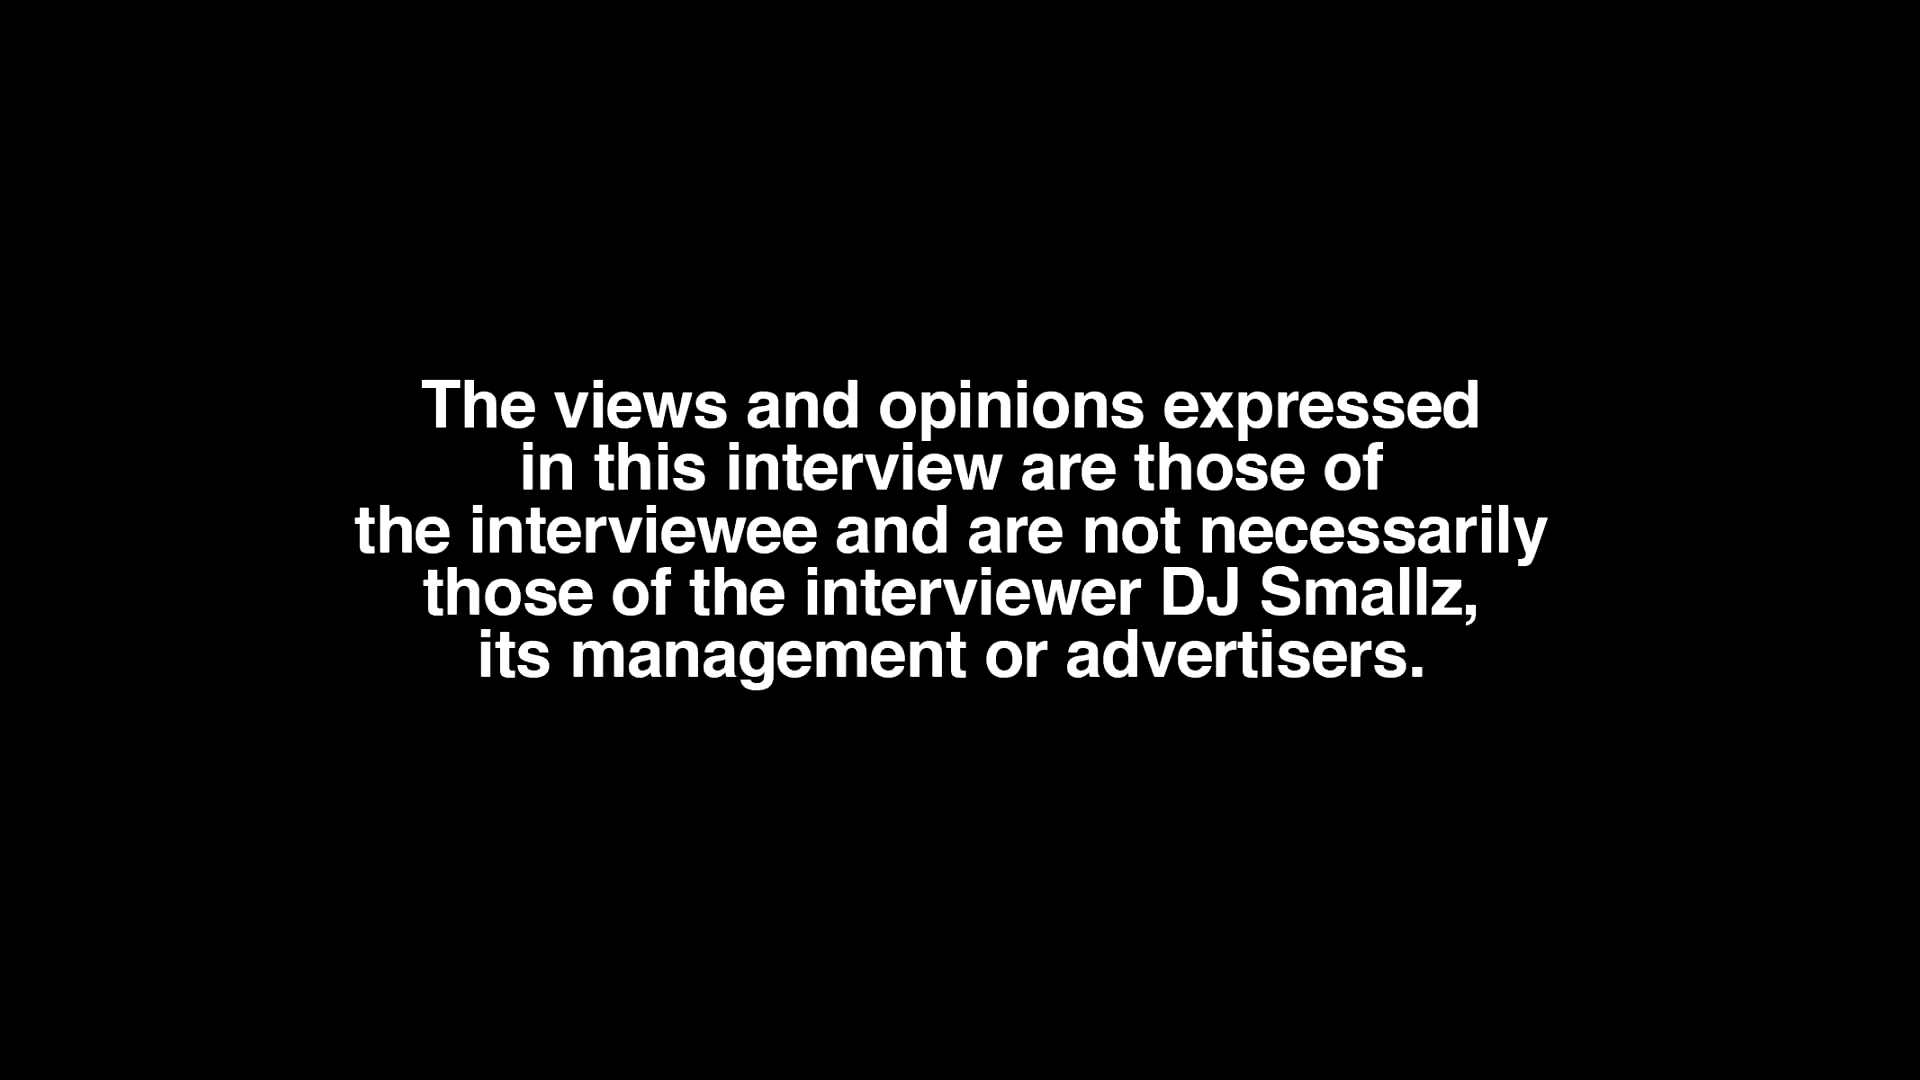 The views and opinions expressed
in this interview are those of
the interviewee and are not necessarily
those of the interviewer DJ Smallz,
its management or advertisers.